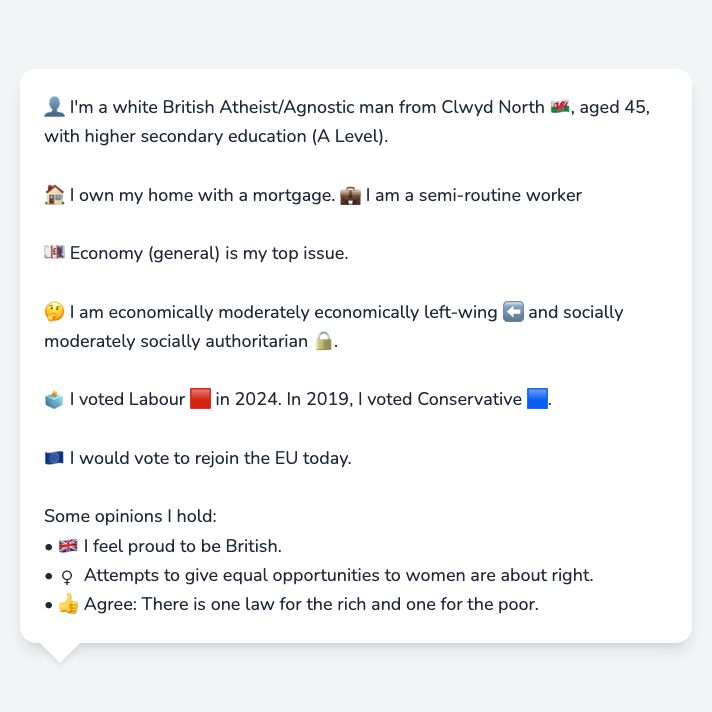 👤 I'm a white British Atheist/Agnostic man from Clwyd North 🏴󠁧󠁢󠁷󠁬󠁳󠁿, aged 45,
with higher secondary education (A Level).
🏠 I own my home with a mortgage. 💼 I am a semi-routine worker
💷 Economy (general) is my top issue.
🤔 I am economically moderately economically left-wing ⬅️ and socially
moderately socially authoritarian 🔒.
🗳️ I voted Labour 🟥 in 2024. In 2019, I voted Conservative 🟦.
🇪🇺 I would vote to rejoin the EU today.
Some opinions I hold:
• 🇬🇧 I feel proud to be British.
• ♀ Attempts to give equal opportunities to women are about right.
• 👍 Agree: There is one law for the rich and one for the poor.